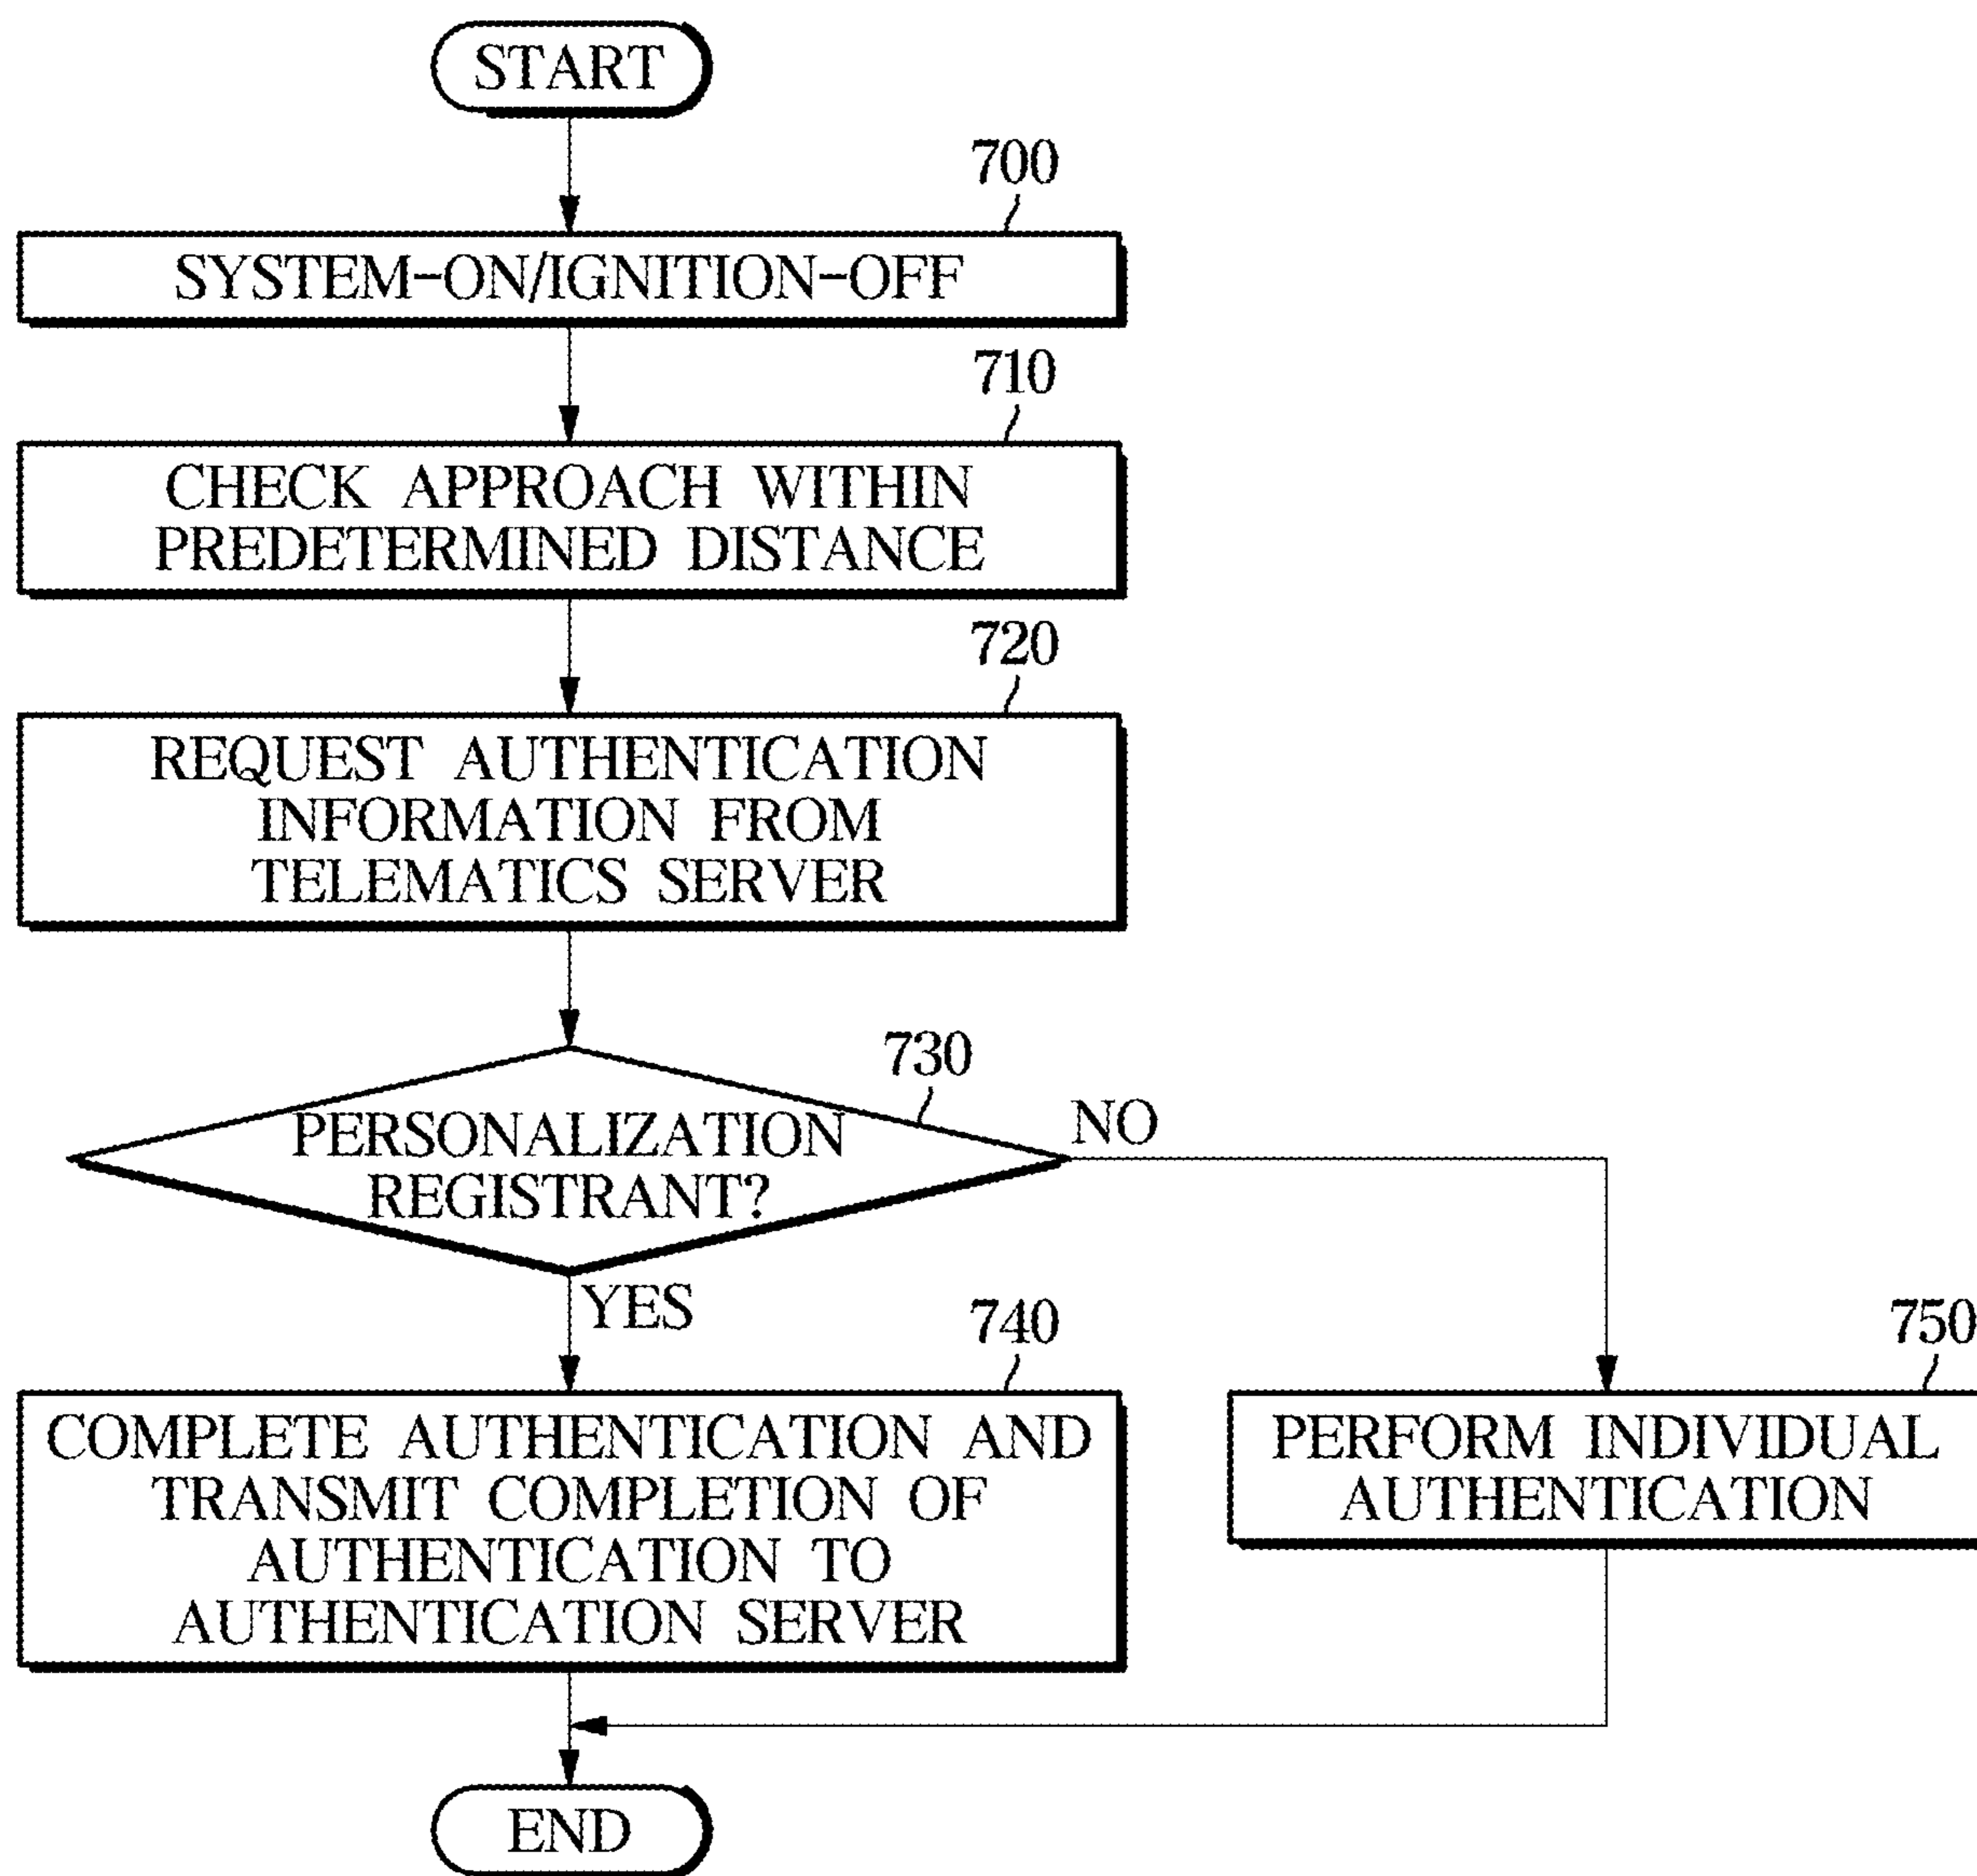 START
700
SYSTEM-ON/IGNITION-OFF
710
CHECK APPROACH WITHIN
PREDETERMINED DISTANCE
720
REQUEST AUTHENTICATION
INFORMATION FROM
TELEMATICS SERVER
730
PERSONALIZATION
REGISTRANT?
NO
YES
740
COMPLETE AUTHENTICATION AND
TRANSMIT COMPLETION OF
AUTHENTICATION TO
AUTHENTICATION SERVER
750
PERFORM INDIVIDUAL
AUTHENTICATION
END